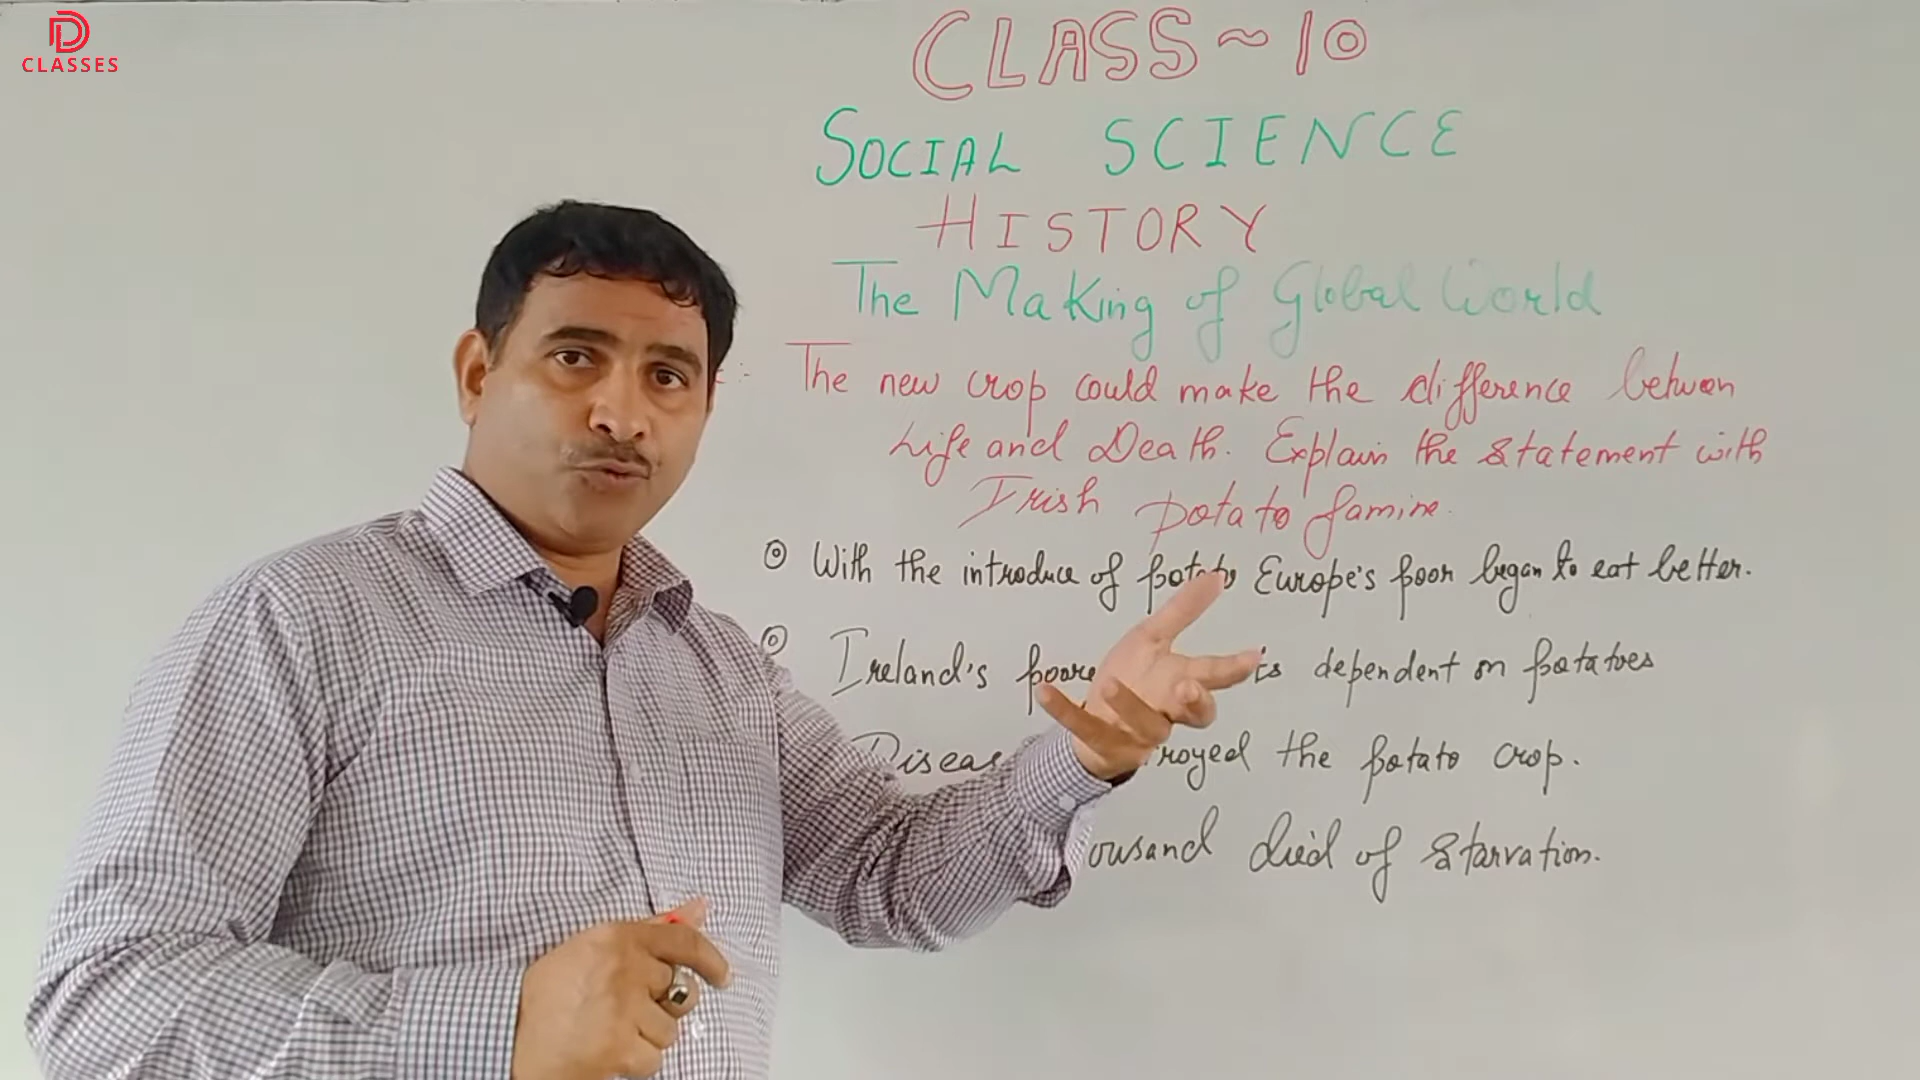 D
CLASSES
CLASS ~ 10
SOCIAL SCIENCE
HISTORY
The Making of Global World
The new crop could make the difference between
Life and Death. Explain the statement with
Irish potato famine.
With the introduce of potato Europe's poor began to eat better.
Ireland's dependent on potatoes
the potato crop.
died of starvation.